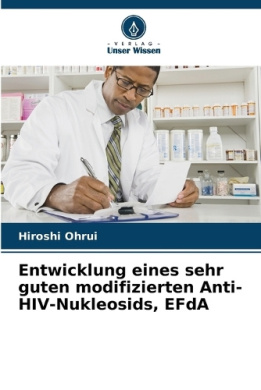 - VERLAG -
Unser Wissen
Hiroshi Ohrui
Entwicklung eines sehr
guten modifizierten Anti-
HIV-Nukleosids, EFdA